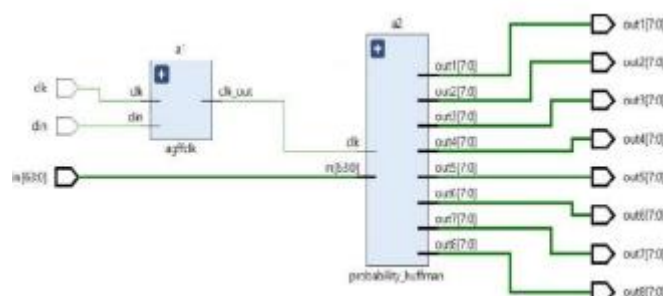 a1
clk
din
clk
din
clk_out
agffclk
in[63:0]
a2
clk
in[63:0]
out1[7:0]
out2[7:0]
out3[7:0]
out4[7:0]
out5[7:0]
out6[7:0]
out7[7:0]
out8[7:0]
probability_huffman
out1[7:0]
out2[7:0]
out3[7:0]
out4[7:0]
out5[7:0]
out6[7:0]
out7[7:0]
out8[7:0]